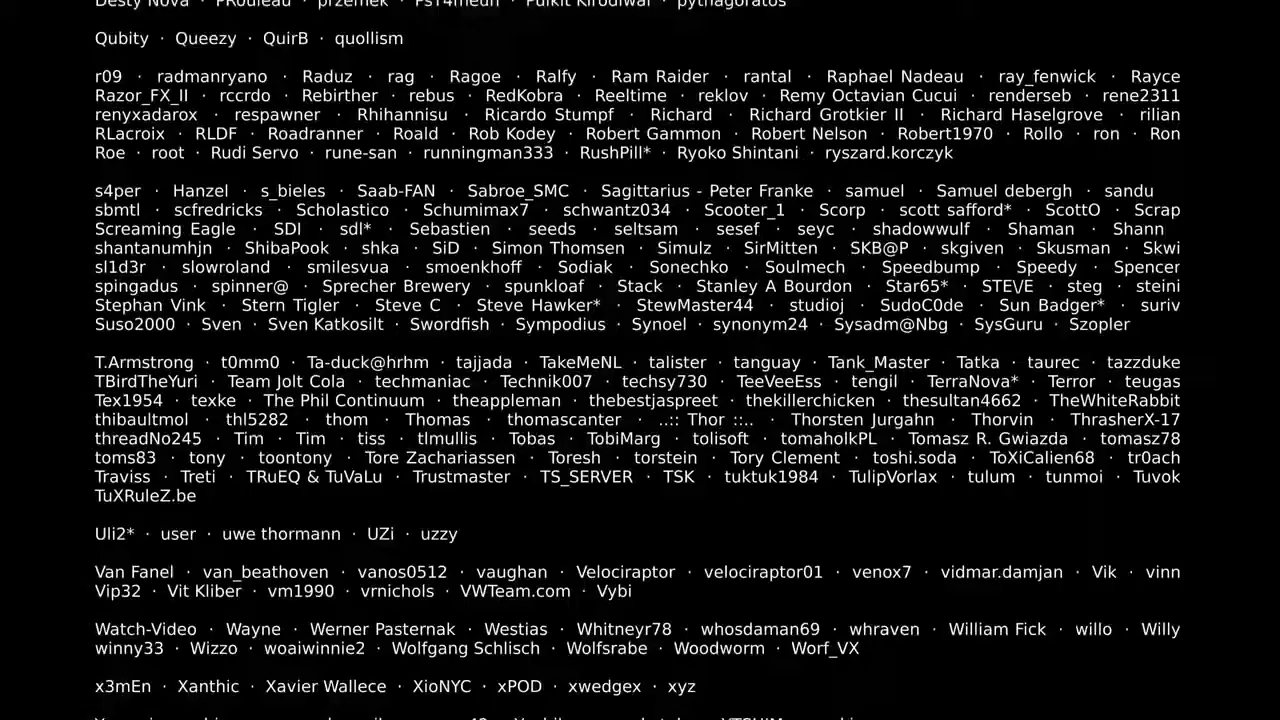 Desty Nova · PRouleau · przemek · Ps14medn · Pulkit Kirodiwal · pythagoratos
Qubity · Queezy · QuirB · quollism
r09 · radmanryano · Raduz · rag · Ragoe · Ralfy · Ram Raider · rantal · Raphael Nadeau · ray_fenwick · Rayce
Razor_FX_II · rccrdo · Rebirther · rebus · RedKobra · Reeltime · reklov · Remy Octavian Cucui · renderseb · rene2311
renyxadarox · respawner · Rhihannisu · Ricardo Stumpf · Richard · Richard Grotkier II · Richard Haselgrove · rilian
RLacroix · RLDF · Roadranner · Roald · Rob Kodey · Robert Gammon · Robert Nelson · Robert1970 · Rollo · ron · Ron
Roe · root · Rudi Servo · rune-san · runningman333 · RushPill* · Ryoko Shintani · ryszard.korczyk
s4per · Hanzel · s_bieles · Saab-FAN · Sabroe_SMC · Sagittarius - Peter Franke · samuel · Samuel debergh · sandu
sbmtl · scfredricks · Scholastico · Schumimax7 · schwantz034 · Scooter_1 · Scorp · scott safford* · ScottO · Scrap
Screaming Eagle · SDI · sdl* · Sebastien · seeds · seltsam · sesef · seyc · shadowwulf · Shaman · Shann
shantanumhjn · ShibaPook · shka · SiD · Simon Thomsen · Simulz · SirMitten · SKB@P · skgiven · Skusman · Skwi
sl1d3r · slowroland · smilesvua · smoenkhoff · Sodiak · Sonechko · Soulmech · Speedbump · Speedy · Spencer
spingadus · spinner@ · Sprecher Brewery · spunkloaf · Stack · Stanley A Bourdon · Star65* · STE\/E · steg · steini
Stephan Vink · Stern Tigler · Steve C · Steve Hawker* · StewMaster44 · studioj · SudoC0de · Sun Badger* · suriv
Suso2000 · Sven · Sven Katkosilt · Swordfish · Sympodius · Synoel · synonym24 · Sysadm@Nbg · SysGuru · Szopler
T.Armstrong · t0mm0 · Ta-duck@hrhm · tajjada · TakeMeNL · talister · tanguay · Tank_Master · Tatka · taurec · tazzduke
TBirdTheYuri · Team Jolt Cola · techmaniac · Technik007 · techsy730 · TeeVeeEss · tengil · TerraNova* · Terror · teugas
Tex1954 · texke · The Phil Continuum · theappleman · thebestjaspreet · thekillerchicken · thesultan4662 · TheWhiteRabbit
thibaultmol · thl5282 · thom · Thomas · thomascanter · ..:: Thor ::.. · Thorsten Jurgahn · Thorvin · ThrasherX-17
threadNo245 · Tim · Tim · tiss · tlmullis · Tobas · TobiMarg · tolisoft · tomaholkPL · Tomasz R. Gwiazda · tomasz78
toms83 · tony · toontony · Tore Zachariassen · Toresh · torstein · Tory Clement · toshi.soda · ToXiCalien68 · tr0ach
Traviss · Treti · TRuEQ & TuVaLu · Trustmaster · TS_SERVER · TSK · tuktuk1984 · TulipVorlax · tulum · tunmoi · Tuvok
TuXRuleZ.be
Uli2* · user · uwe thormann · UZi · uzzy
Van Fanel · van_beathoven · vanos0512 · vaughan · Velociraptor · velociraptor01 · venox7 · vidmar.damjan · Vik · vinn
Vip32 · Vit Kliber · vm1990 · vrnichols · VWTeam.com · Vybi
Watch-Video · Wayne · Werner Pasternak · Westias · Whitneyr78 · whosdaman69 · whraven · William Fick · willo · Willy
winny33 · Wizzo · woaiwinnie2 · Wolfgang Schlisch · Wolfsrabe · Woodworm · Worf_VX
x3mEn · Xanthic · Xavier Wallece · XioNYC · xPOD · xwedgex · xyz